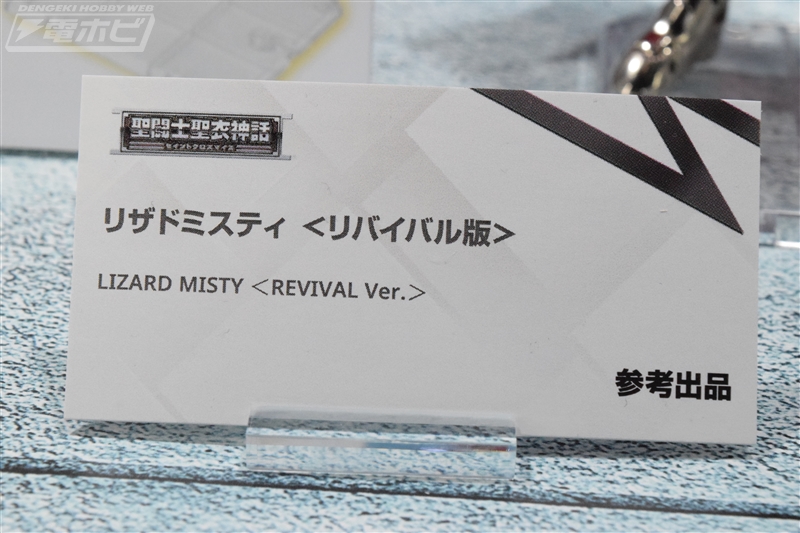 DENGEKI HOBBY WEB
電ホビ
聖闘士聖衣神話
セイントクロスマイス
リザドミスティ <リバイバル版>
LIZARD MISTY <REVIVAL Ver.>
参考出品